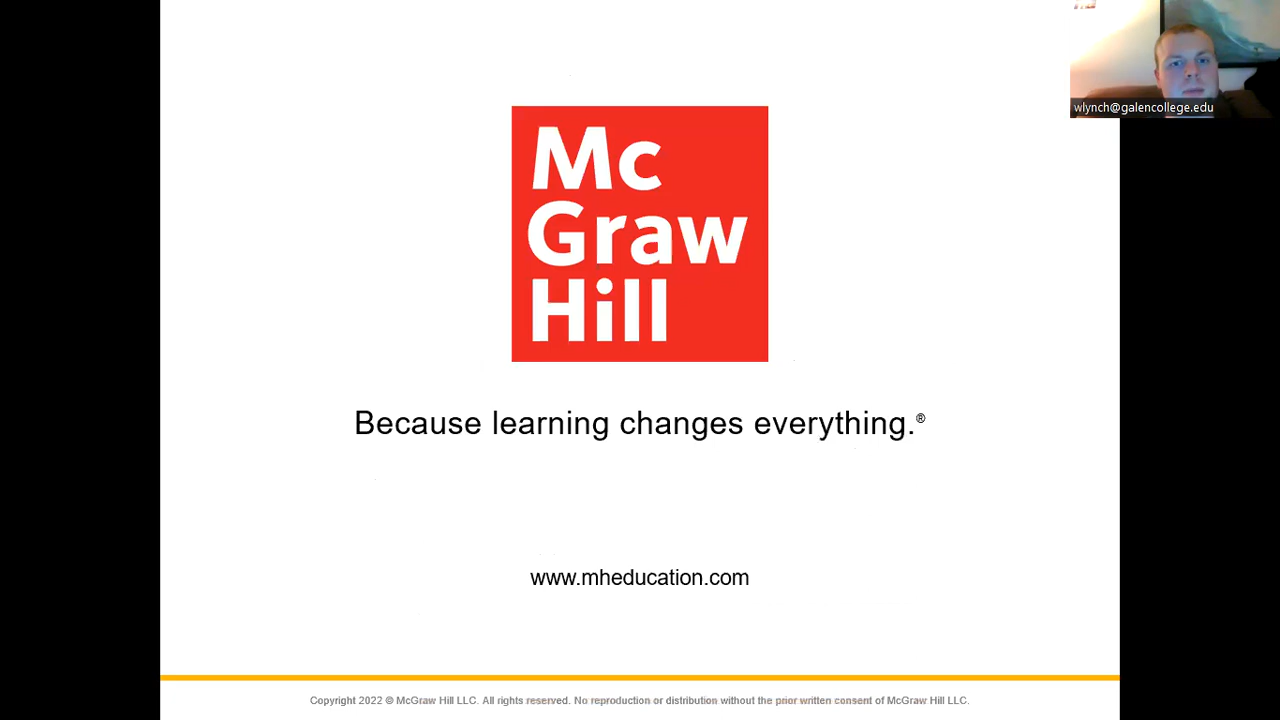 wlynch@galencollege.edu
Mc
Graw
Hill
Because learning changes everything.®
www.mheducation.com
Copyright 2022 © McGraw Hill LLC. All rights reserved. No reproduction or distribution without the prior written consent of McGraw Hill LLC.